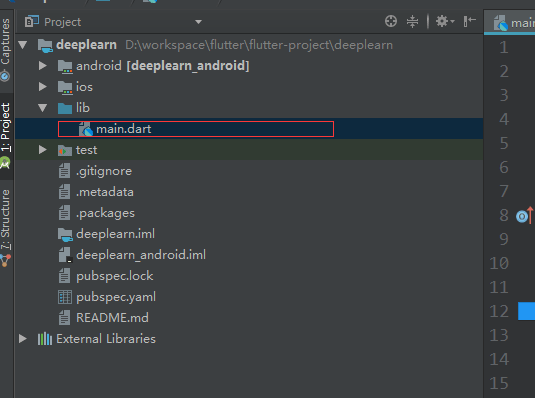 Project
main
deeplearn D:\workspace\flutter\flutter-project\deeplearn
android [deeplearn_android]
ios
lib
main.dart
test
.gitignore
.metadata
.packages
deeplearn.iml
deeplearn_android.iml
pubspec.lock
pubspec.yaml
README.md
External Libraries
Captures
1: Project
7: Structure
1
2
3
4
5
6
7
8
9
10
11
12
13
14
15